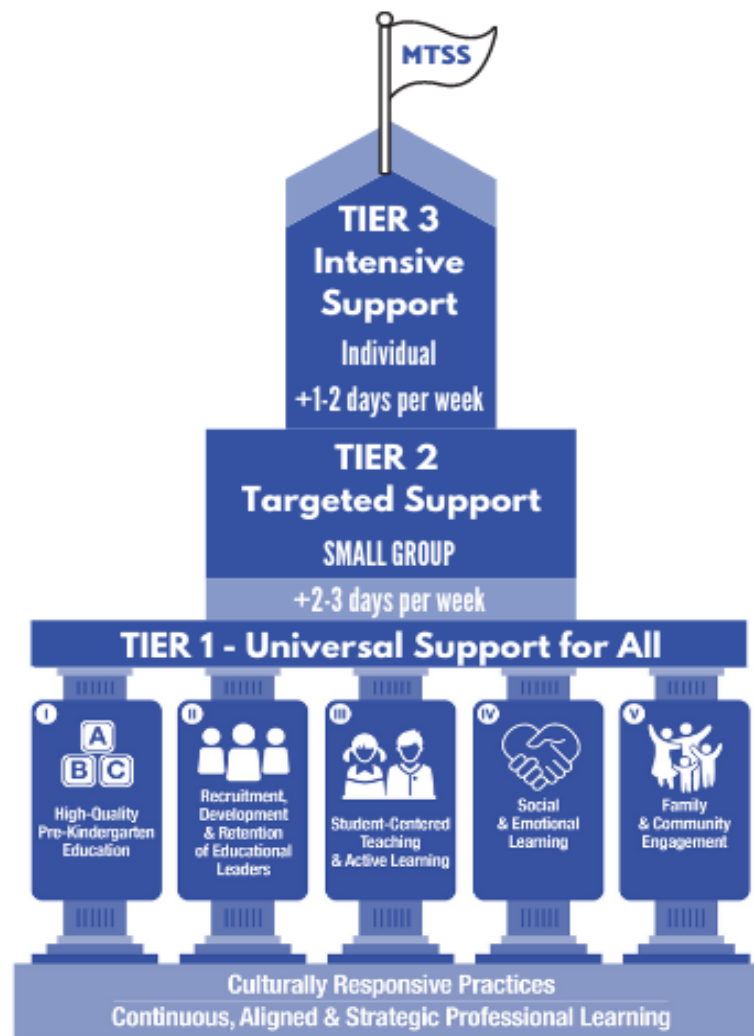 MTSS
TIER 3
Intensive
Support
Individual
+1-2 days per week
TIER 2
Targeted Support
SMALL GROUP
+2-3 days per week
TIER 1 - Universal Support for All
I
A
B C
High-Quality
Pre-Kindergarten
Education
II
Recruitment,
Development
& Retention
of Educational
Leaders
III
Student-Centered
Teaching
& Active Learning
IV
Social
& Emotional
Learning
V
Family
& Community
Engagement
Culturally Responsive Practices
Continuous, Aligned & Strategic Professional Learning